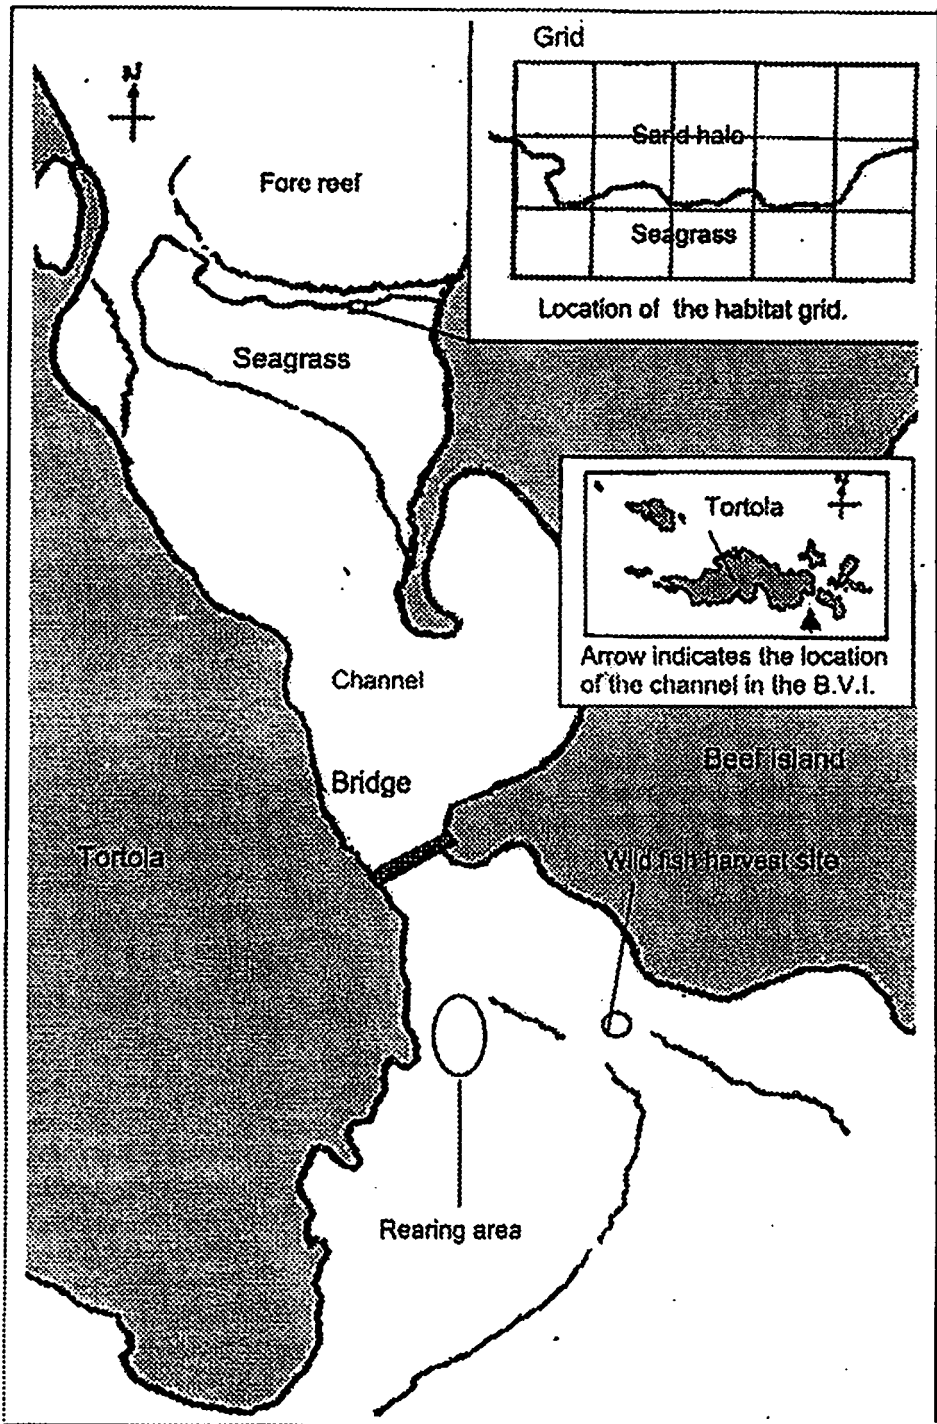 Grid
N
Sand halo
Fore reef
Seagrass
Location of the habitat grid.
Seagrass
N
Tortola
Arrow indicates the location
of the channel in the B.V.I.
Channel
Beef Island
Bridge
Tortola
Wild fish harvest site
Rearing area